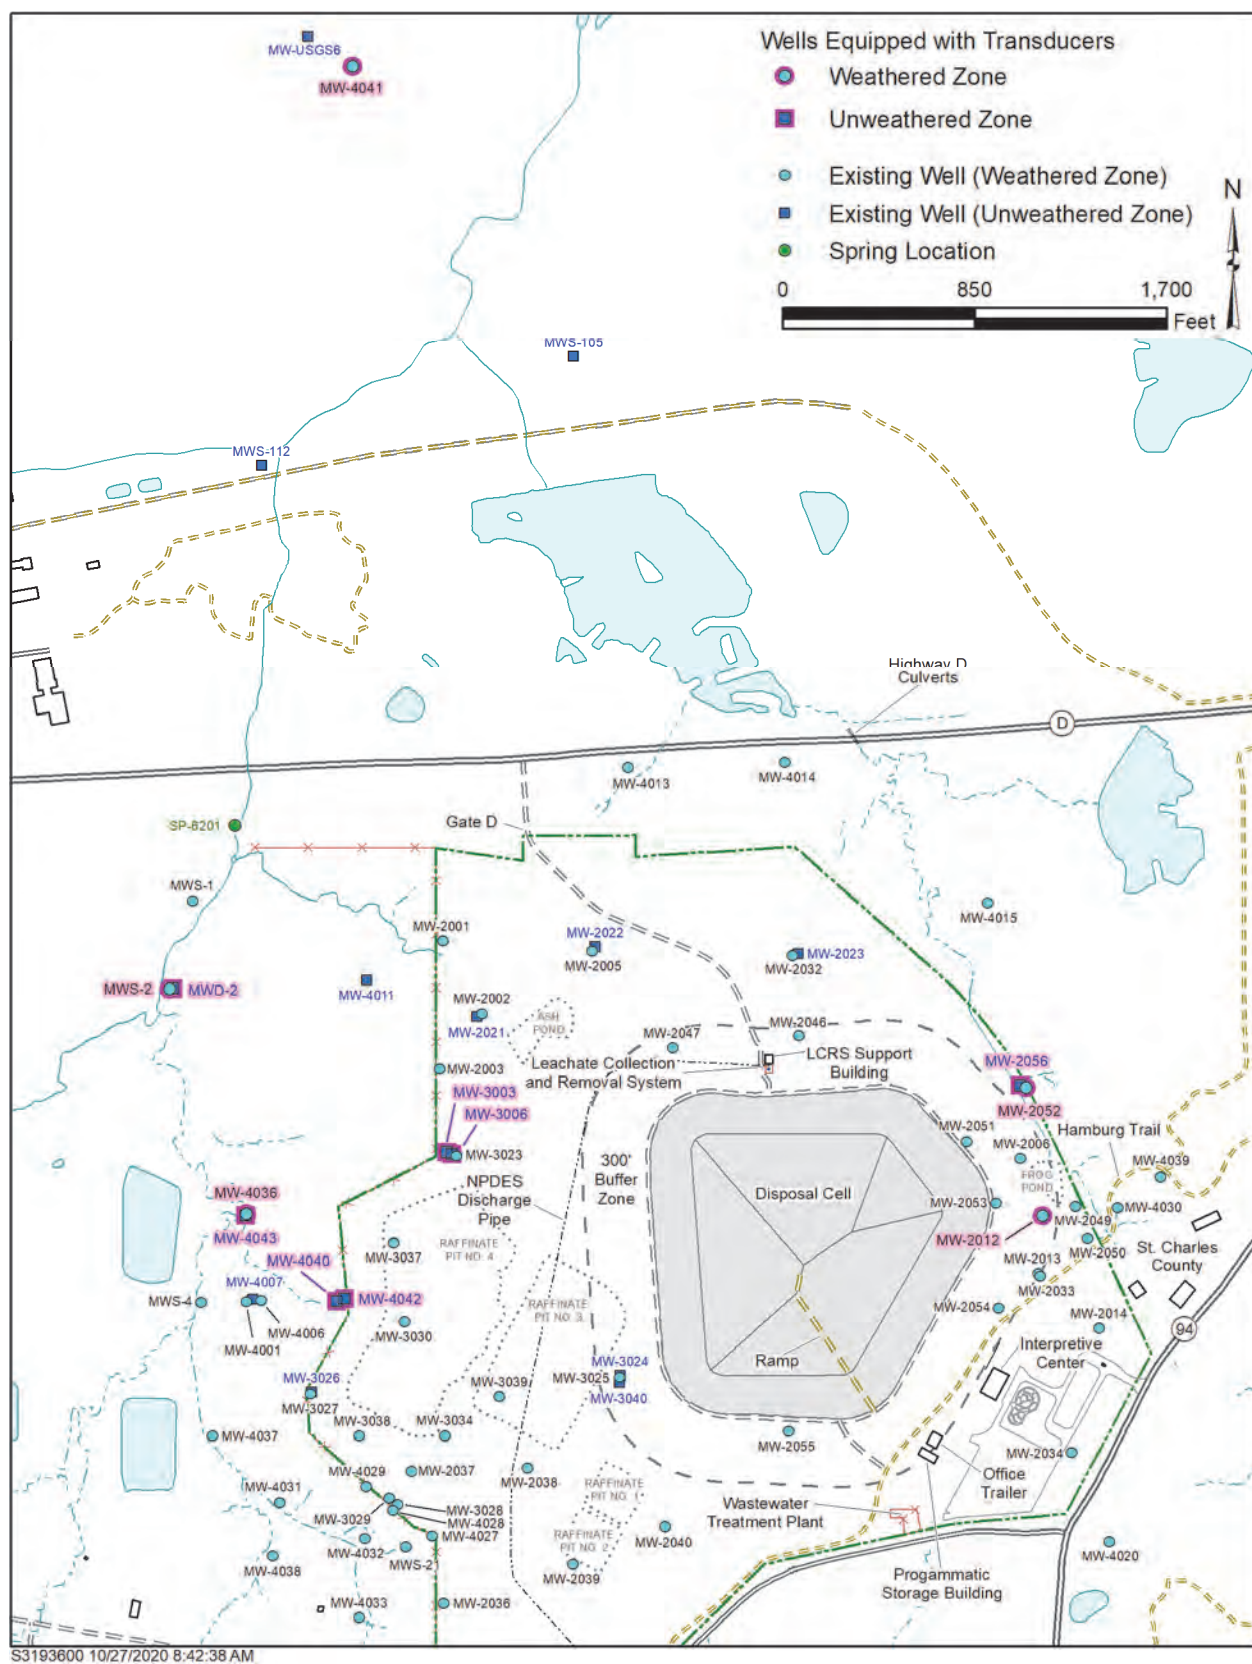 MW-USGS6
MW-4041
Wells Equipped with Transducers
Weathered Zone
Unweathered Zone
Existing Well (Weathered Zone)
Existing Well (Unweathered Zone)
Spring Location
N
0 850 1,700
Feet
MWS-105
MWS-112
Highway D
Culverts
D
MW-4013
MW-4014
SP-6201
Gate D
MWS-1
MW-2001
MW-2022
MW-2005
MW-2023
MW-2032
MW-4015
MWS-2
MWD-2
MW-4011
MW-2002
MW-2021
ASH
POND
MW-2047
MW-2046
MW-2003
Leachate Collection
and Removal System
LCRS Support
Building
MW-2056
MW-2052
MW-3003
MW-3006
MW-3023
MW-2051
MW-2006
Hamburg Trail
MW-4039
300'
Buffer
Zone
NPDES
Discharge
Pipe
Disposal Cell
FROG
POND
MW-4036
MW-4043
MW-2053
MW-2012
MW-2049
MW-4030
MW-2050
MW-3037
RAFFINATE
PIT NO. 4
MW-4040
MW-4042
MW-4007
MWS-4
MW-4006
MW-4001
MW-2013
MW-2033
St. Charles
County
MW-2054
MW-2014
RAFFINATE
PIT NO. 3
MW-3030
94
Interpretive
Center
Ramp
MW-3024
MW-3025
MW-3040
MW-3026
MW-3027
MW-3039
MW-3038
MW-3034
MW-4037
MW-2055
MW-2034
MW-4029
MW-2037
MW-2038
MW-4031
RAFFINATE
PIT NO. 1
Office
Trailer
MW-3029
MW-3028
MW-4028
MW-4027
Wastewater
Treatment Plant
MW-4032
MWS-21
RAFFINATE
PIT NO. 2
MW-2040
MW-4038
MW-2039
MW-4020
Progammatic
Storage Building
MW-4033
MW-2036
S3193600 10/27/2020 8:42:38 AM